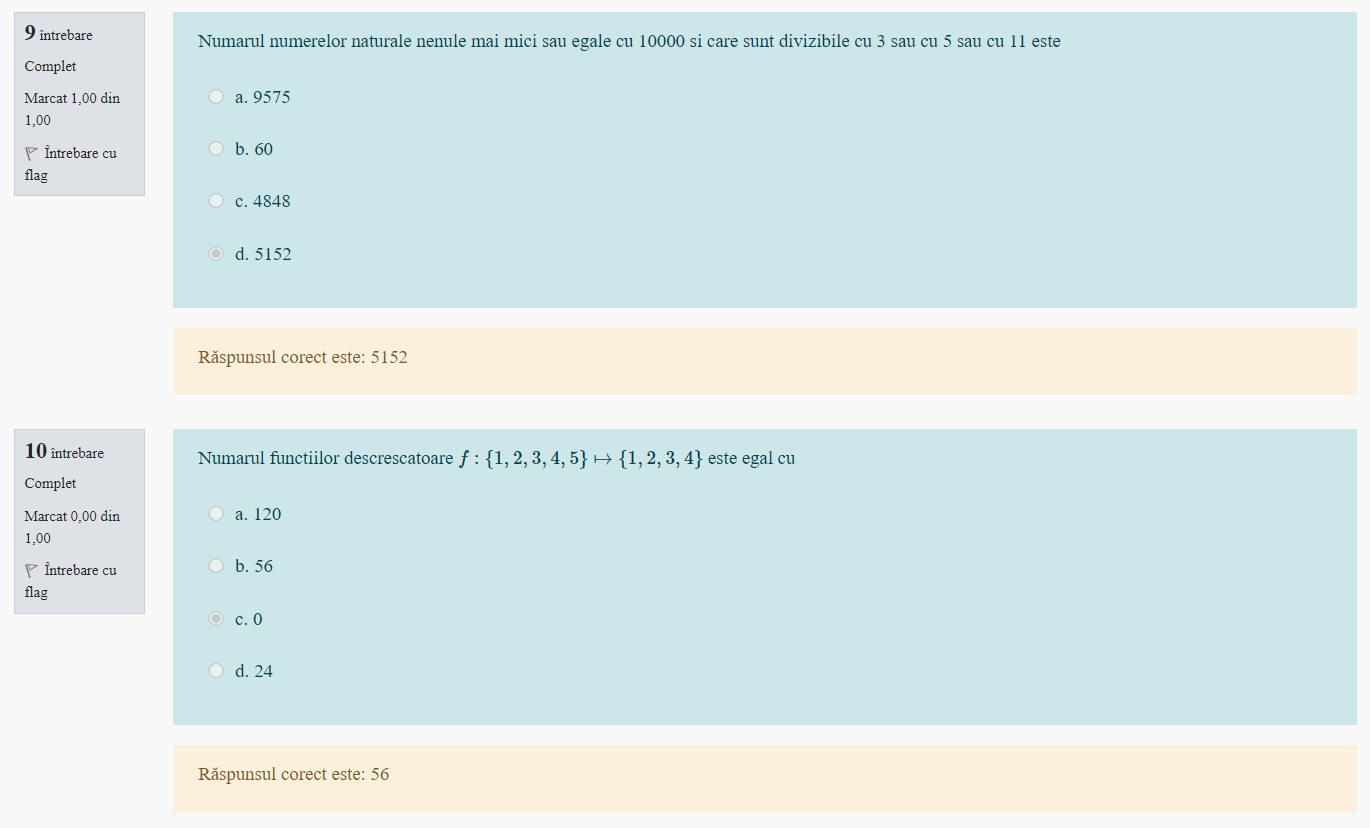 9 întrebare
Complet
Marcat 1,00 din
1,00
Întrebare cu
flag
Numarul numerelor naturale nenule mai mici sau egale cu 10000 si care sunt divizibile cu 3 sau cu 5 sau cu 11 este
a. 9575
b. 60
c. 4848
d. 5152
Răspunsul corect este: 5152
10 întrebare
Complet
Marcat 0,00 din
1,00
Întrebare cu
flag
Numarul functiilor descrescatoare f : {1, 2, 3, 4, 5} ↦ {1, 2, 3, 4} este egal cu
a. 120
b. 56
c. 0
d. 24
Răspunsul corect este: 56